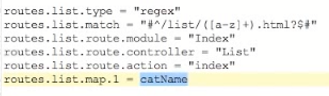 routes.list.type = "regex"
routes.list.match = "#^/list/([a-z]+).html?$#"
routes.list.route.module = "Index"
routes.list.route.controller = "List"
routes.list.route.action = "index"
routes.list.map.1 = catName